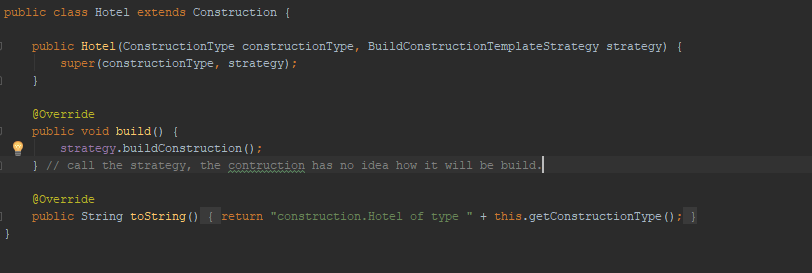 public class Hotel extends Construction {
public Hotel(ConstructionType constructionType, BuildConstructionTemplateStrategy strategy) {
super(constructionType, strategy);
}
@Override
public void build() {
strategy.buildConstruction();
} // call the strategy, the contruction has no idea how it will be build.
@Override
public String toString() { return "construction.Hotel of type " + this.getConstructionType(); }
}